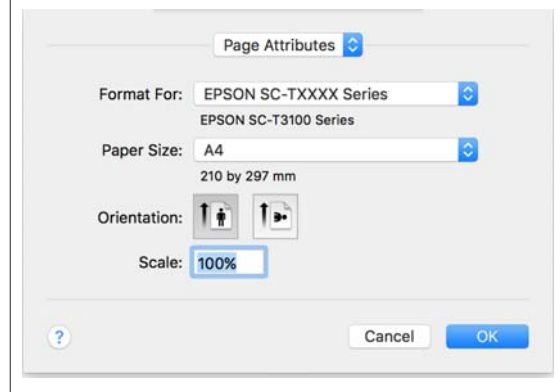 Page Attributes
Format For: EPSON SC-TXXXX Series
EPSON SC-T3100 Series
Paper Size: A4
210 by 297 mm
Orientation:
Scale: 100%
? Cancel OK